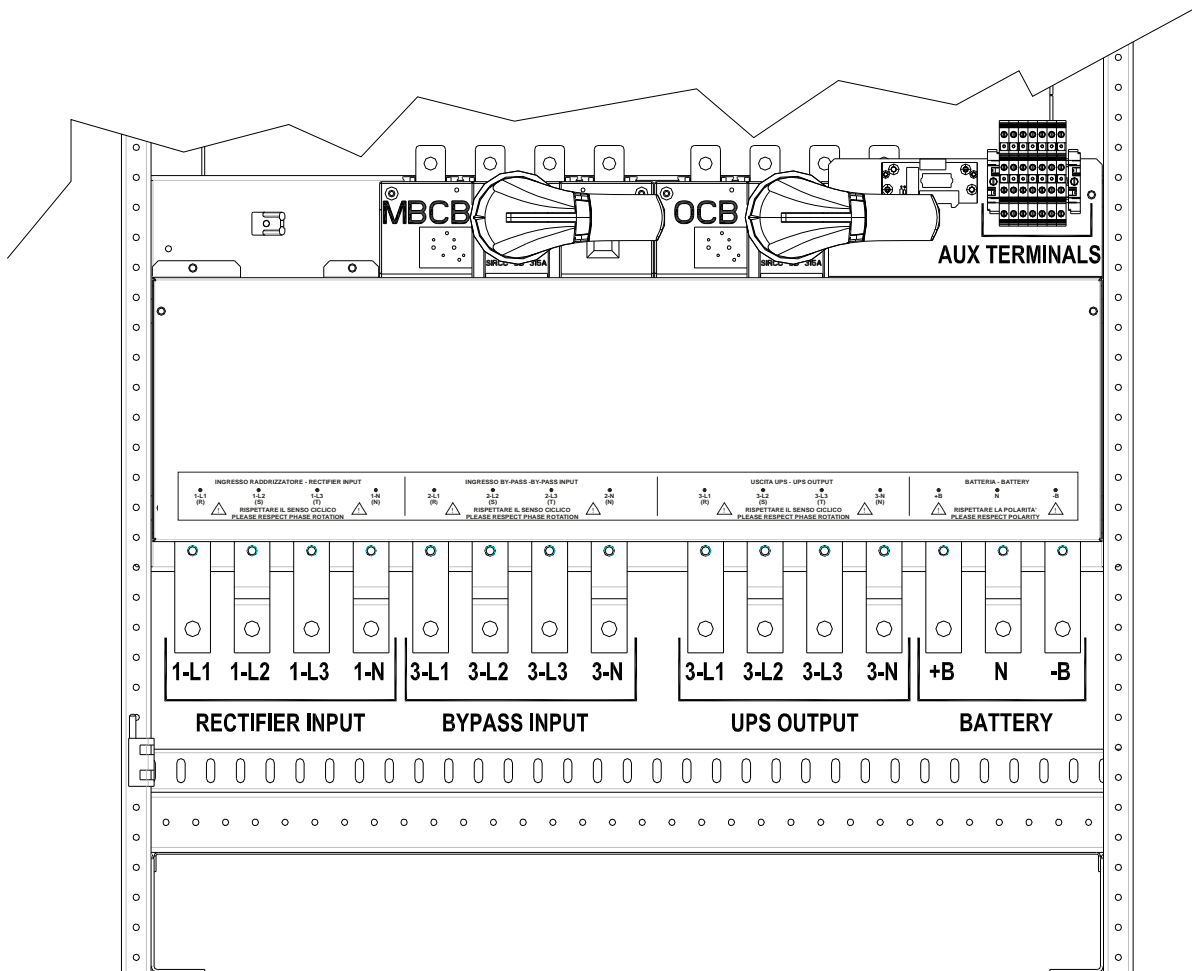 MBCB
OCB
SIRCO 315A
SIRCO 315A
AUX TERMINALS
INGRESSO RADDRIZZATORE - RECTIFIER INPUT
1-L1 1-L2 1-L3 1-N
(R) (S) (T) (N)
RISPETTARE IL SENSO CICLICO
PLEASE RESPECT PHASE ROTATION
INGRESSO BY-PASS -BY-PASS INPUT
2-L1 2-L2 2-L3 2-N
(R) (S) (T) (N)
RISPETTARE IL SENSO CICLICO
PLEASE RESPECT PHASE ROTATION
USCITA UPS - UPS OUTPUT
3-L1 3-L2 3-L3 3-N
(R) (S) (T) (N)
RISPETTARE IL SENSO CICLICO
PLEASE RESPECT PHASE ROTATION
BATTERIA - BATTERY
+B N -B
RISPETTARE LA POLARITA'
PLEASE RESPECT POLARITY
1-L1 1-L2 1-L3 1-N
RECTIFIER INPUT
3-L1 3-L2 3-L3 3-N
BYPASS INPUT
3-L1 3-L2 3-L3 3-N
UPS OUTPUT
+B N -B
BATTERY